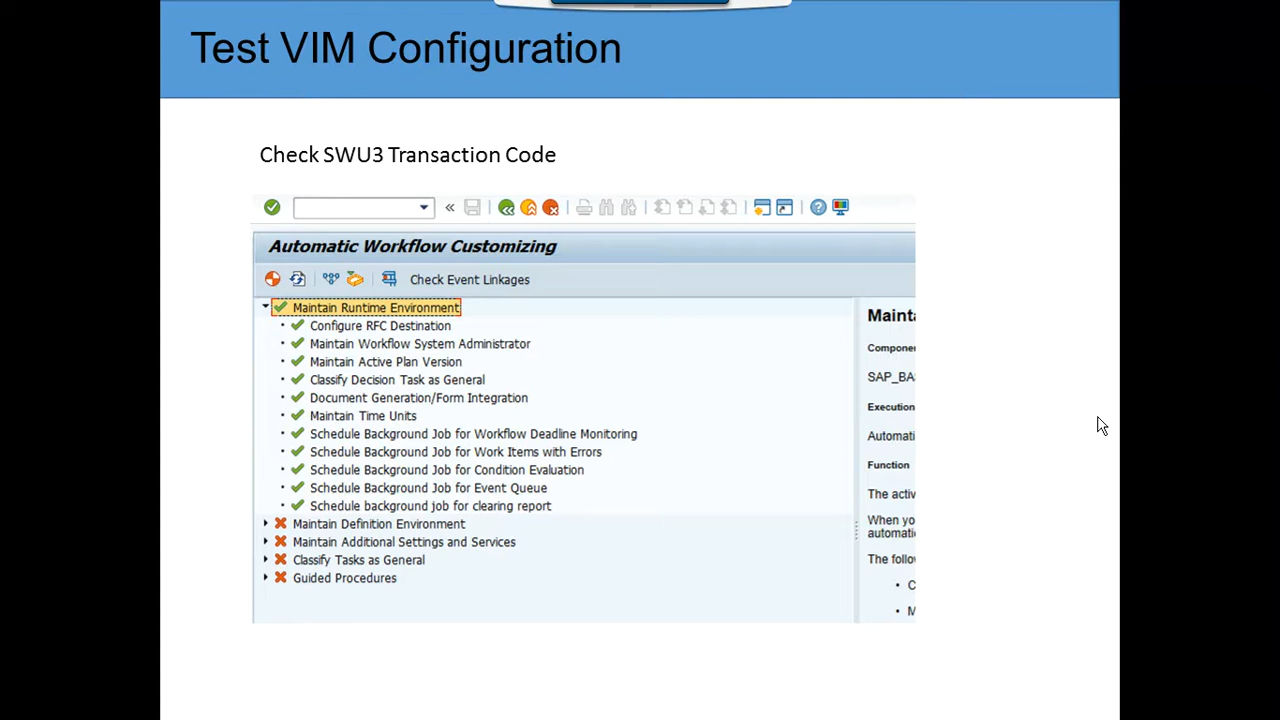 Test VIM Configuration
Check SWU3 Transaction Code
Automatic Workflow Customizing
Check Event Linkages
Maintain Runtime Environment
Configure RFC Destination
Maintain Workflow System Administrator
Maintain Active Plan Version
Classify Decision Task as General
Document Generation/Form Integration
Maintain Time Units
Schedule Background Job for Workflow Deadline Monitoring
Schedule Background Job for Work Items with Errors
Schedule Background Job for Condition Evaluation
Schedule Background Job for Event Queue
Schedule background job for clearing report
Maintain Definition Environment
Maintain Additional Settings and Services
Classify Tasks as General
Guided Procedures
Mainta
Componen
SAP_BA
Execution
Automati
Function
The activ
When yo
automatic
The follo
• C
• M